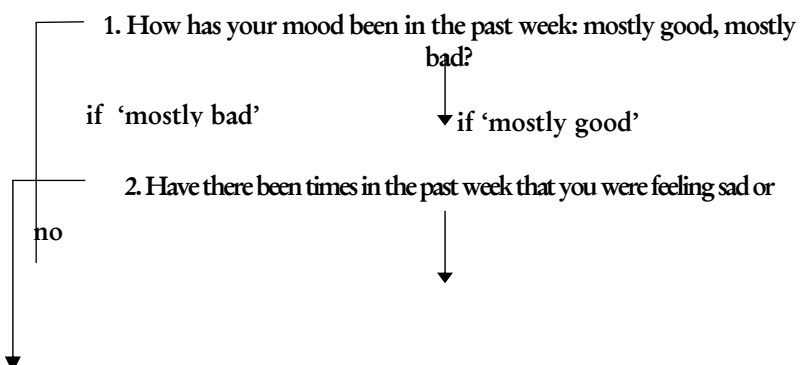 1. How has your mood been in the past week: mostly good, mostly
bad?
if ‘mostly bad’
if ‘mostly good’
2. Have there been times in the past week that you were feeling sad or
no